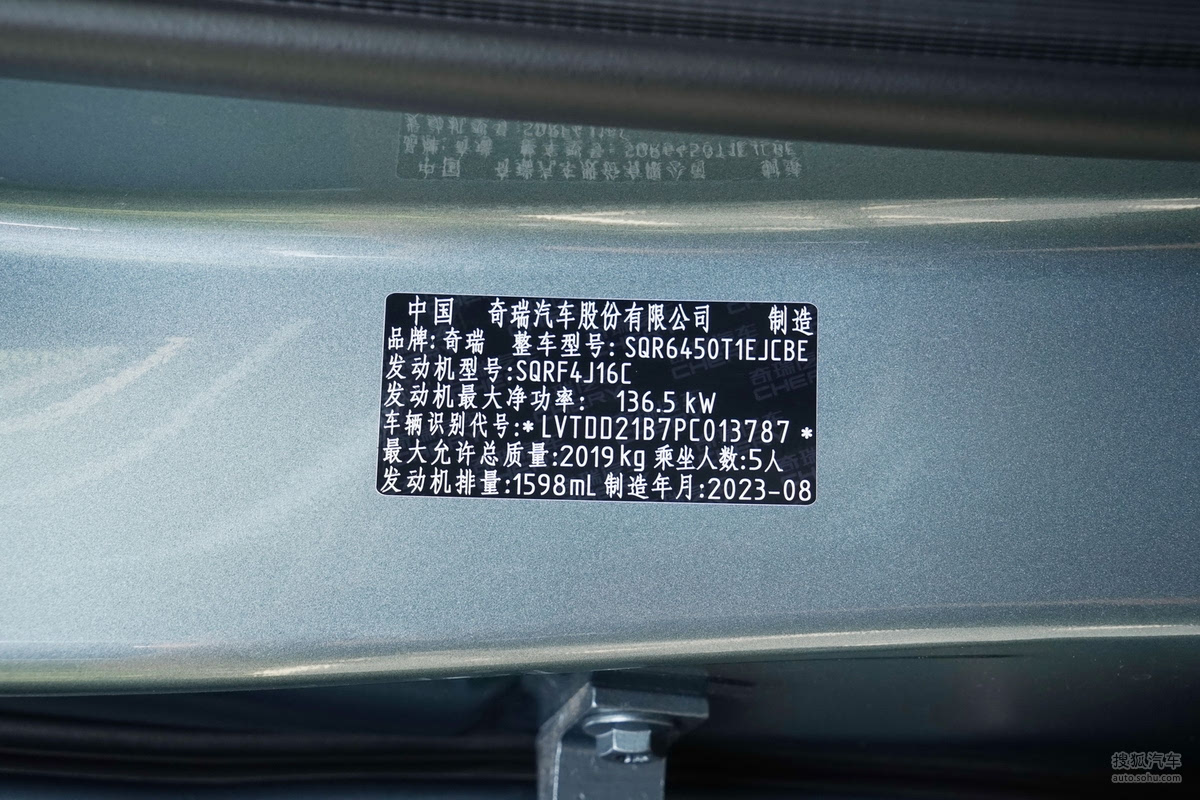 中国 奇瑞汽车股份有限公司 制造
品牌:奇瑞 整车型号:SQR6450T1EJCBE
发动机型号:SQRF4J16C
发动机最大净功率: 136.5 kW
车辆识别代号:*LVTDD21B7PC013787*
最大允许总质量:2019kg 乘坐人数:5人
发动机排量:1598mL 制造年月:2023-08
搜狐汽车
auto.sohu.com